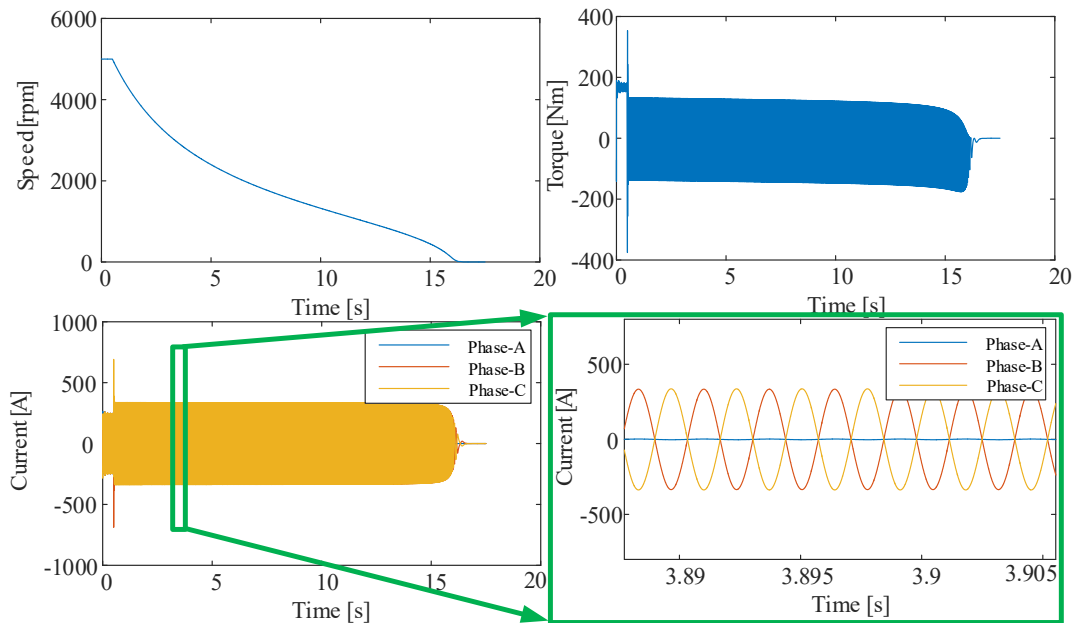 6000
4000
2000
0
Speed [rpm]
0 5 10 15 20
Time [s]
400
200
0
-200
-400
Torque [Nm]
0 5 10 15 20
Time [s]
1000
500
0
-500
-1000
Current [A]
Phase-A
Phase-B
Phase-C
0 5 10 15 20
Time [s]
500
0
-500
Current [A]
Phase-A
Phase-B
Phase-C
3.89 3.895 3.9 3.905
Time [s]